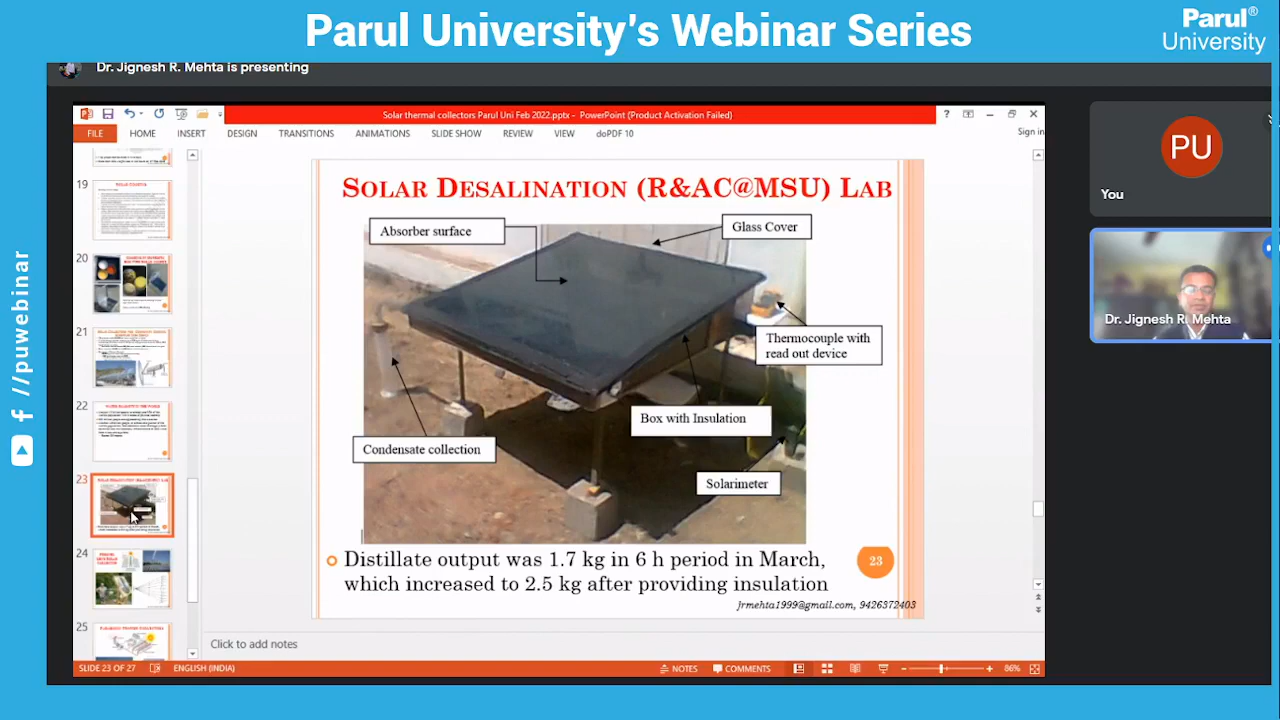 Parul University's Webinar Series
Parul®
University
Dr. Jignesh R. Mehta is presenting
Solar thermal collectors Parul Uni Feb 2022.pptx - PowerPoint (Product Activation Failed)
FILE HOME INSERT DESIGN TRANSITIONS ANIMATIONS SLIDE SHOW REVIEW VIEW doPDF 10
Sign in
PU
You
Dr. Jignesh R. Mehta
//puwebinar
19
20
21
22
23
24
25
SOLAR DESALINATION (R&AC@MSU) LAB
Absorber surface
Glass Cover
Thermocouple with
read out device
Box with Insulation
Condensate collection
Solarimeter
Distillate output was 1.7 kg in 6 h period in March,
which increased to 2.5 kg after providing insulation
23
jrmehta1999@gmail.com, 9426372403
Click to add notes
SLIDE 23 OF 27 ENGLISH (INDIA) NOTES COMMENTS 86%